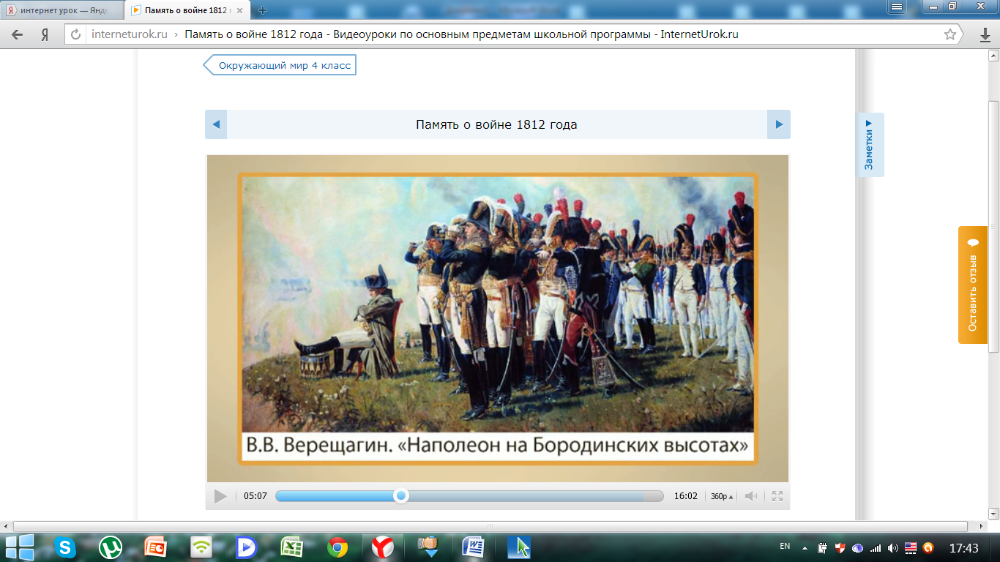 интернет урок — Янд
Память о войне 1812 г
interneturok.ru › Память о войне 1812 года - Видеоуроки по основным предметам школьной программы - InternetUrok.ru
Окружающий мир 4 класс
Память о войне 1812 года
Заметки
Оставить отзыв
В.В. Верещагин. «Наполеон на Бородинских высотах»
05:07
16:02
360p
EN
17:43